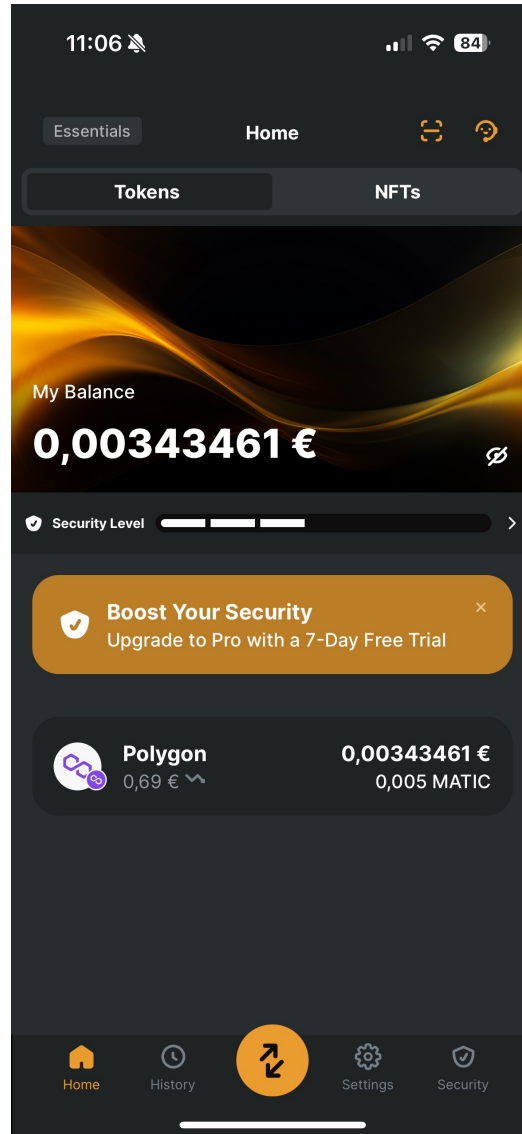 11:06
84
Essentials
Home
Tokens
NFTs
My Balance
0,00343461 €
Security Level
Boost Your Security
Upgrade to Pro with a 7-Day Free Trial
Polygon
0,00343461 €
0,69 €
0,005 MATIC
Home
History
Settings
Security